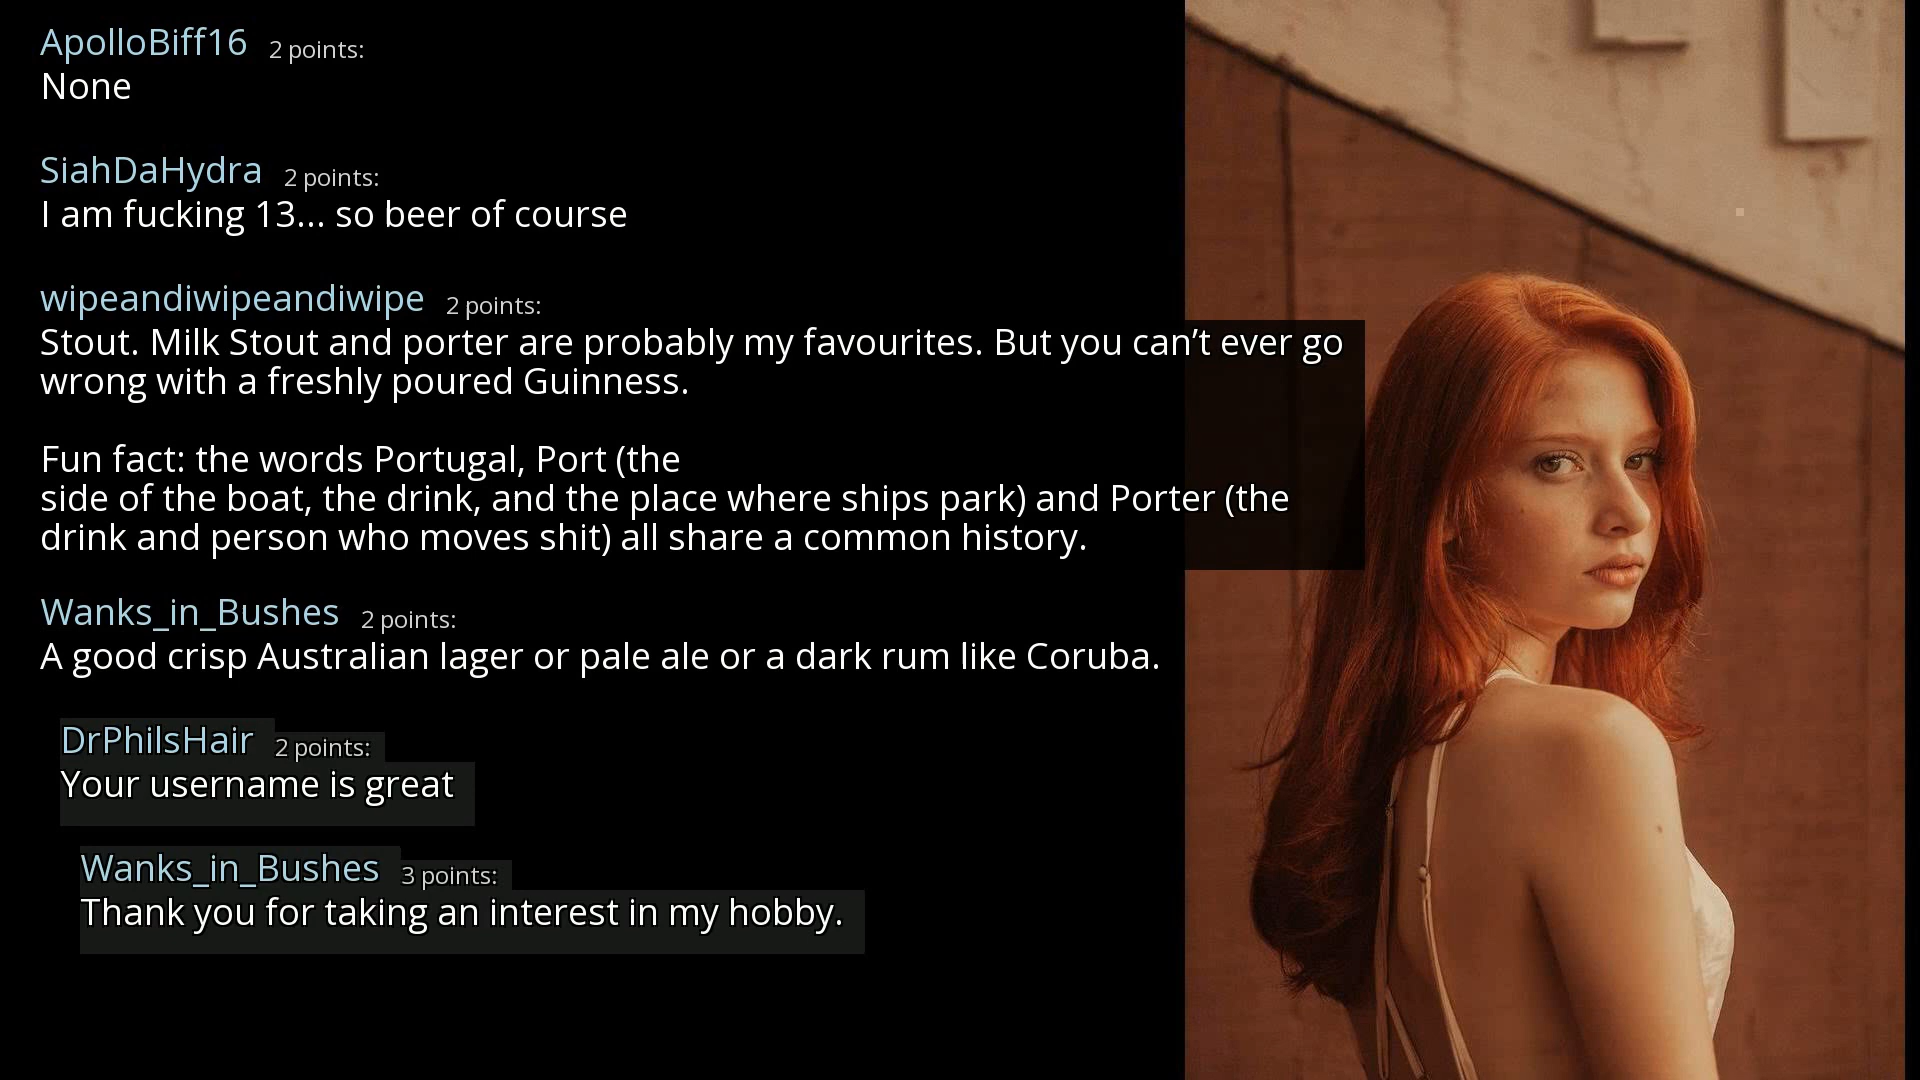 ApolloBiff16 2 points:
None
SiahDaHydra 2 points:
I am fucking 13... so beer of course
wipeandiwipeandiwipe 2 points:
Stout. Milk Stout and porter are probably my favourites. But you can’t ever go
wrong with a freshly poured Guinness.
Fun fact: the words Portugal, Port (the
side of the boat, the drink, and the place where ships park) and Porter (the
drink and person who moves shit) all share a common history.
Wanks_in_Bushes 2 points:
A good crisp Australian lager or pale ale or a dark rum like Coruba.
DrPhilsHair 2 points:
Your username is great
Wanks_in_Bushes 3 points:
Thank you for taking an interest in my hobby.